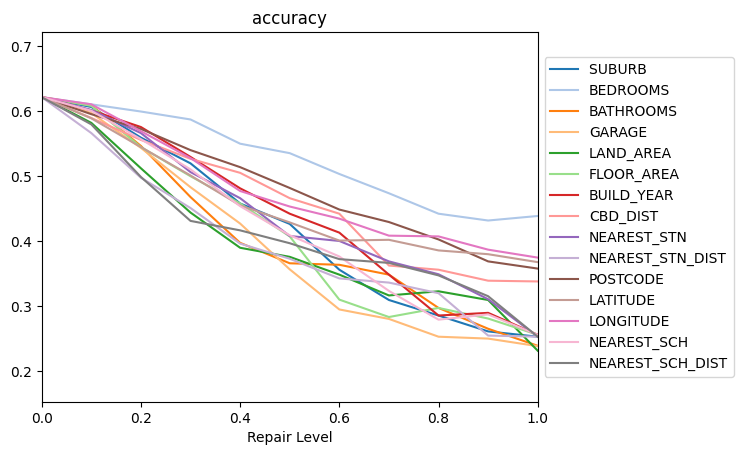 accuracy
0.7
0.6
0.5
0.4
0.3
0.2
0.0 0.2 0.4 0.6 0.8 1.0
Repair Level
SUBURB
BEDROOMS
BATHROOMS
GARAGE
LAND_AREA
FLOOR_AREA
BUILD_YEAR
CBD_DIST
NEAREST_STN
NEAREST_STN_DIST
POSTCODE
LATITUDE
LONGITUDE
NEAREST_SCH
NEAREST_SCH_DIST